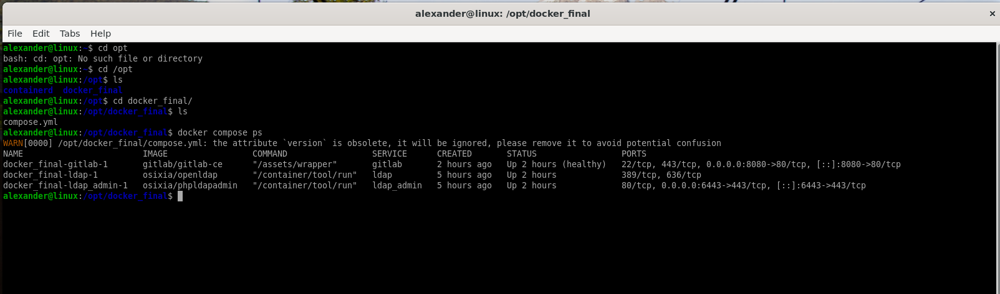 alexander@linux: /opt/docker_final
×
File Edit Tabs Help
alexander@linux:~$ cd opt
bash: cd: opt: No such file or directory
alexander@linux:~$ cd /opt
alexander@linux:/opt$ ls
containerd  docker_final
alexander@linux:/opt$ cd docker_final/
alexander@linux:/opt/docker_final$ ls
compose.yml
alexander@linux:/opt/docker_final$ docker compose ps
WARN[0000] /opt/docker_final/compose.yml: the attribute `version` is obsolete, it will be ignored, please remove it to avoid potential confusion
NAME                        IMAGE                 COMMAND                SERVICE      CREATED       STATUS                 PORTS
docker_final-gitlab-1       gitlab/gitlab-ce      "/assets/wrapper"      gitlab       2 hours ago   Up 2 hours (healthy)   22/tcp, 443/tcp, 0.0.0.0:8080->80/tcp, [::]:8080->80/tcp
docker_final-ldap-1         osixia/openldap       "/container/tool/run"  ldap         5 hours ago   Up 2 hours             389/tcp, 636/tcp
docker_final-ldap_admin-1   osixia/phpldapadmin   "/container/tool/run"  ldap_admin   5 hours ago   Up 2 hours             80/tcp, 0.0.0.0:6443->443/tcp, [::]:6443->443/tcp
alexander@linux:/opt/docker_final$